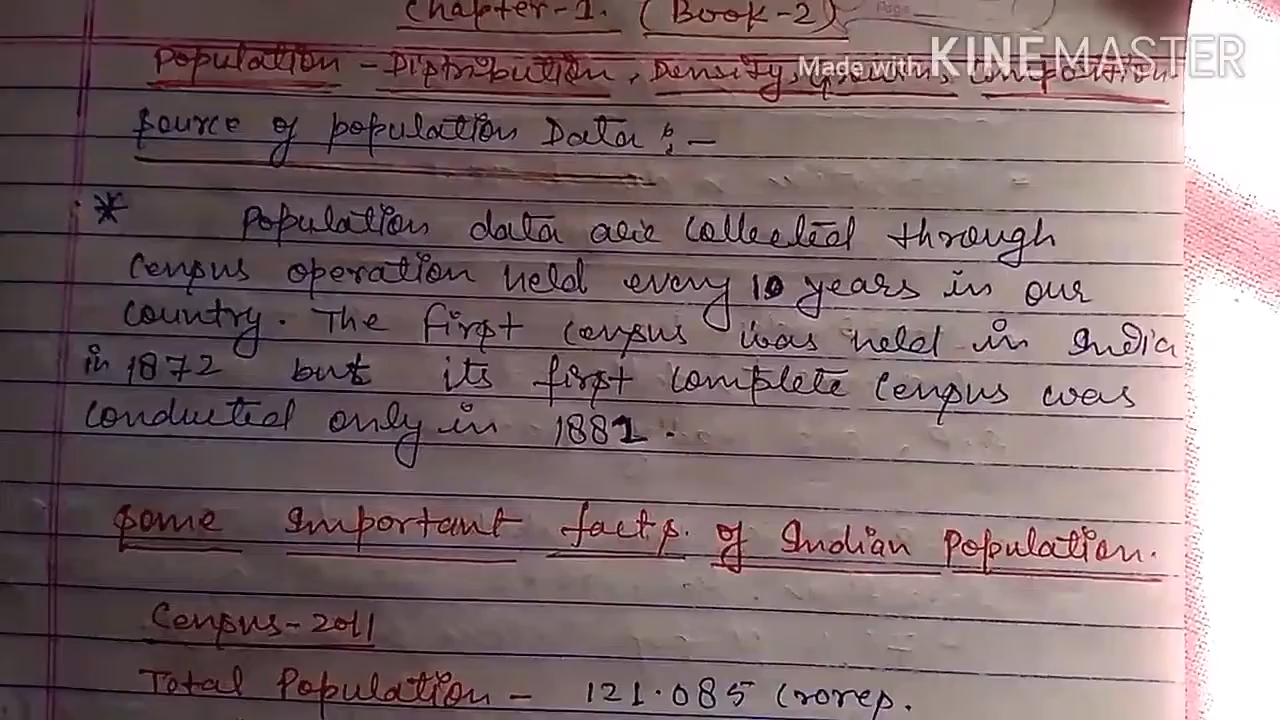 Chapter-1. (Book-2)
Page
Made with KINEMASTER
Population - Distribution, Density, growth, Composition
Source of population Data :-
* Population data are collected through
Census operation held every 10 years in our
country. The first census was held in India
in 1872 but its first complete census was
conducted only in 1881.
Some Important facts of Indian Population.
Census-2011
Total Population - 121.085 Crores.